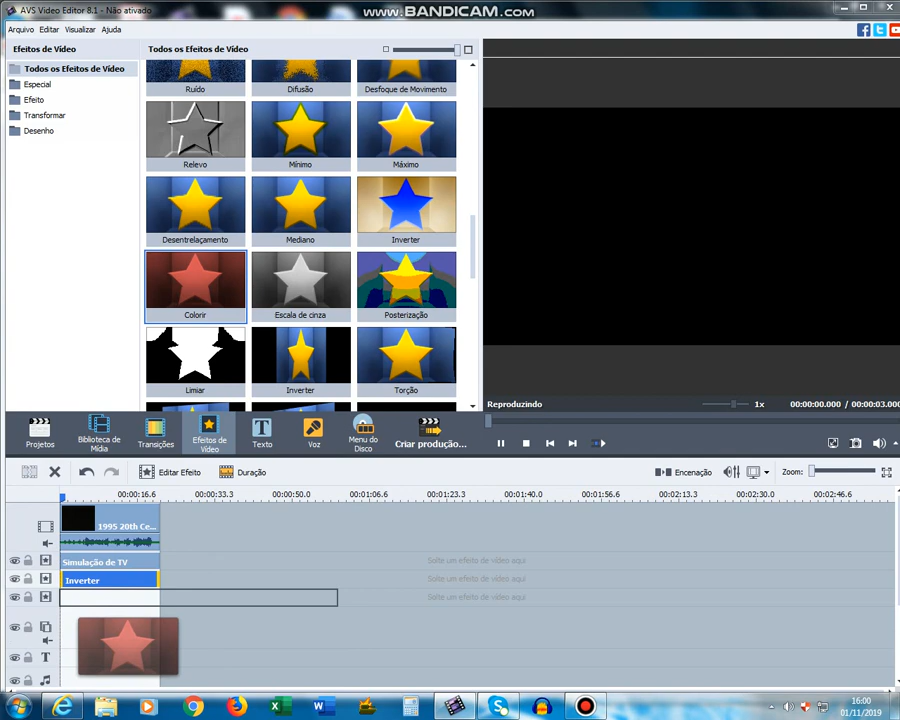 AVS Video Editor 8.1 - Não ativado
www.BANDICAM.com
Arquivo Editar Visualizar Ajuda
Efeitos de Vídeo
Todos os Efeitos de Vídeo
Todos os Efeitos de Vídeo
Especial
Efeito
Transformar
Desenho
Ruído
Difusão
Desfoque de Movimento
Relevo
Mínimo
Máximo
Desentrelaçamento
Mediano
Inverter
Colorir
Escala de cinza
Posterização
Limiar
Inverter
Torção
Reproduzindo
1x
00:00:00.000 / 00:00:03.000
Projetos
Biblioteca de Mídia
Transições
Efeitos de Vídeo
Texto
Voz
Menu do Disco
Criar produção...
Editar Efeito
Duração
Encenação
Zoom:
00:00:16.6 00:00:33.3 00:00:50.0 00:01:06.6 00:01:23.3 00:01:40.0 00:01:56.6 00:02:13.3 00:02:30.0 00:02:46.6
1995 20th Ce...
Simulação de TV
Solte um efeito de vídeo aqui
Inverter
Solte um efeito de vídeo aqui
Solte um efeito de vídeo aqui
16:00
01/11/2019